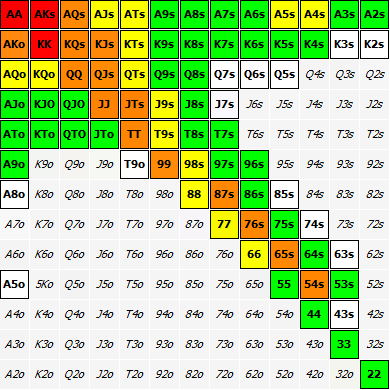 AA AKs AQs AJs ATs A9s A8s A7s A6s A5s A4s A3s A2s
AKo KK KQs KJs KTs K9s K8s K7s K6s K5s K4s K3s K2s
AQo KQo QQ QJs QTs Q9s Q8s Q7s Q6s Q5s Q4s Q3s Q2s
AJo KJO QJO JJ JTs J9s J8s J7s J6s J5s J4s J3s J2s
ATo KTo QTO JTo TT T9s T8s T7s T6s T5s T4s T3s T2s
A9o K9o Q9o J9o T9o 99 98s 97s 96s 95s 94s 93s 92s
A8o K8o Q8o J8o T8o 98o 88 87s 86s 85s 84s 83s 82s
A7o K7o Q7o J7o T7o 97o 87o 77 76s 75s 74s 73s 72s
A6o K6o Q6o J6o T6o 96o 86o 76o 66 65s 64s 63s 62s
A5o 5Ko Q5o J5o T5o 95o 85o 75o 65o 55 54s 53s 52s
A4o K4o Q4o J4o T4o 94o 84o 74o 64o 54o 44 43s 42s
A3o K3o Q3o J3o T3o 93o 83o 73o 63o 53o 43o 33 32s
A2o K2o Q2o J2o T2o 92o 82o 72o 62o 52o 42o 32o 22